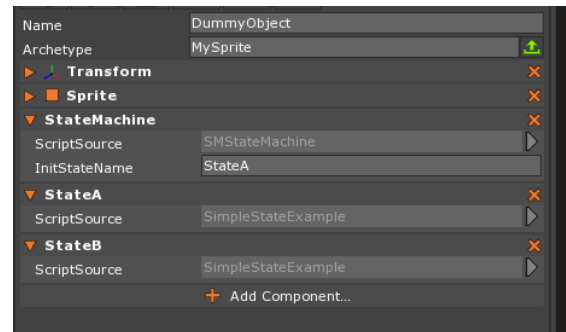 Name DummyObject
Archetype MySprite
Transform
Sprite
StateMachine
ScriptSource SMStateMachine
InitStateName StateA
StateA
ScriptSource SimpleStateExample
StateB
ScriptSource SimpleStateExample
Add Component...